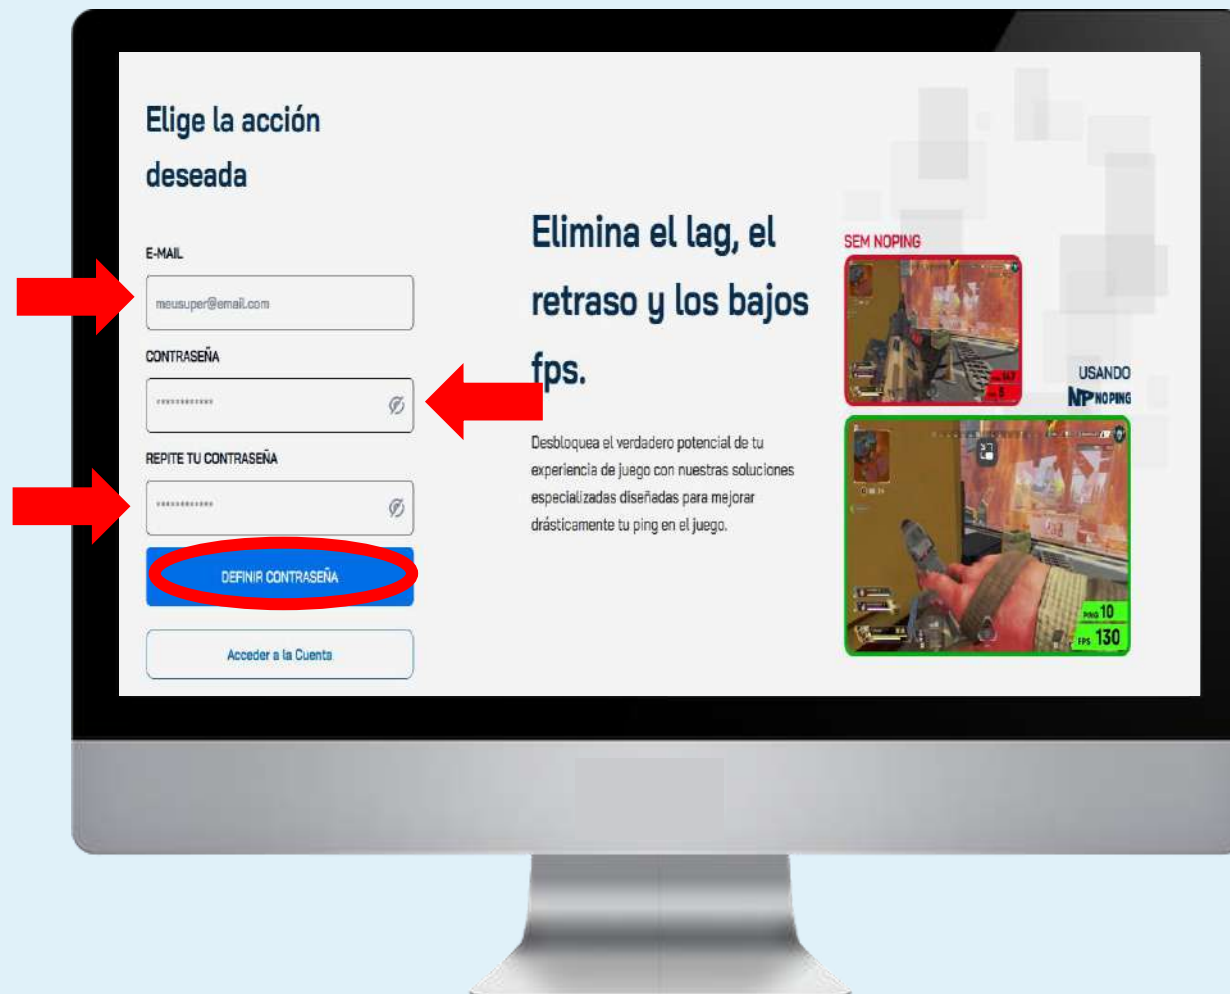 Elige la acción
deseada
E-MAIL
meusuper@email.com
CONTRASEÑA
************
REPITE TU CONTRASEÑA
************
DEFINIR CONTRASEÑA
Acceder a la Cuenta
Elimina el lag, el
retraso y los bajos
fps.
Desbloquea el verdadero potencial de tu
experiencia de juego con nuestras soluciones
especializadas diseñadas para mejorar
drásticamente tu ping en el juego.
SEM NOPING
USANDO
NP NOPING
PING 10
FPS 130